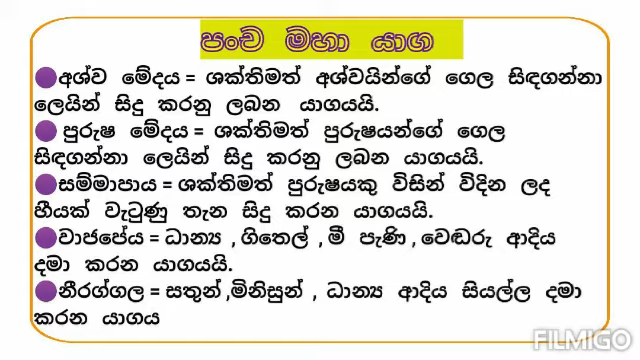 පංච මහා යාග
අශ්ව මේදය = ශක්තිමත් අශ්වයින්ගේ ගෙල සිඳගන්නා
ලෙයින් සිදු කරනු ලබන යාගයයි.
පුරුෂ මේදය = ශක්තිමත් පුරුෂයන්ගේ ගෙල
සිඳගන්නා ලෙයින් සිදු කරනු ලබන යාගයයි.
සම්මාපාය = ශක්තිමත් පුරුෂයකු විසින් විදින ලද
හීයක් වැටුණු තැන සිදු කරන යාගයයි.
වාජපේය = ධාන්‍ය , ගිතෙල් , මී පැණි , වෙඬරු ආදිය
දමා කරන යාගයයි.
නිරග්ගල = සතුන් ,මිනිසුන් , ධාන්‍ය ආදිය සියල්ල දමා
කරන යාගය
FILMIGO